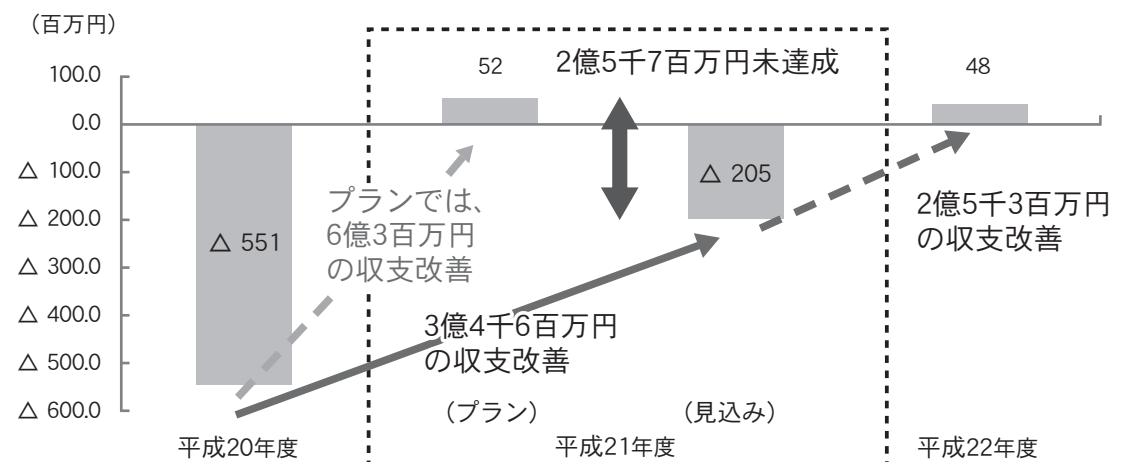 （百万円）
100.0
0.0
△ 100.0
△ 200.0
△ 300.0
△ 400.0
△ 500.0
△ 600.0
△ 551
プランでは、
6億3百万円
の収支改善
52
2億5千7百万円未達成
△ 205
3億4千6百万円
の収支改善
48
2億5千3百万円
の収支改善
（プラン）
（見込み）
平成20年度
平成21年度
平成22年度